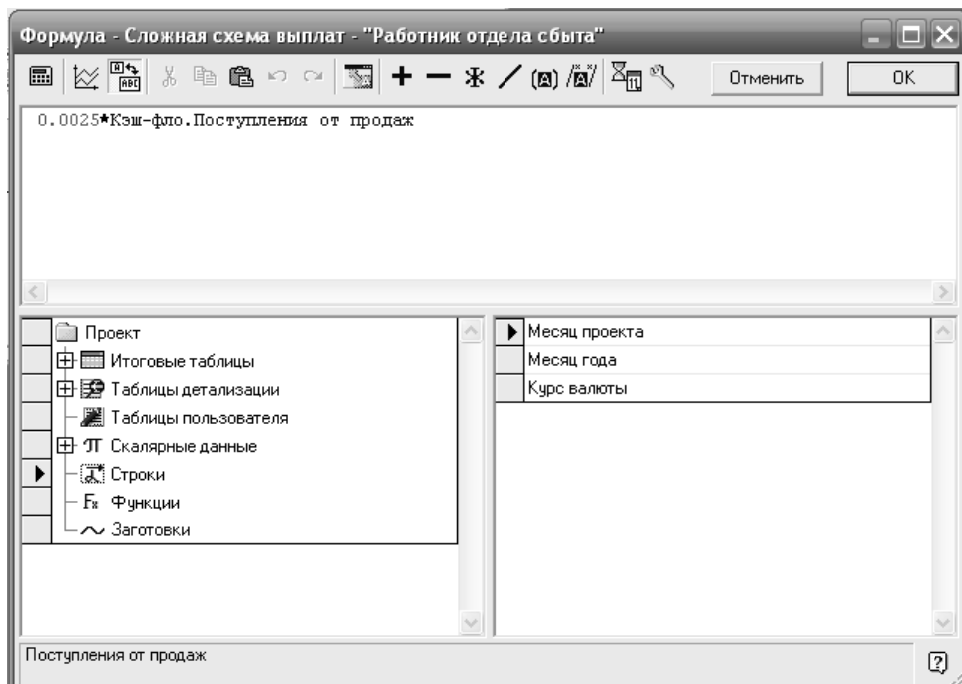 Формула - Сложная схема выплат - "Работник отдела сбыта"
Отменить
OK
0.0025*Кэш-фло.Поступления от продаж
Проект
Итоговые таблицы
Таблицы детализации
Таблицы пользователя
Скалярные данные
Строки
Функции
Заготовки
Месяц проекта
Месяц года
Курс валюты
Поступления от продаж